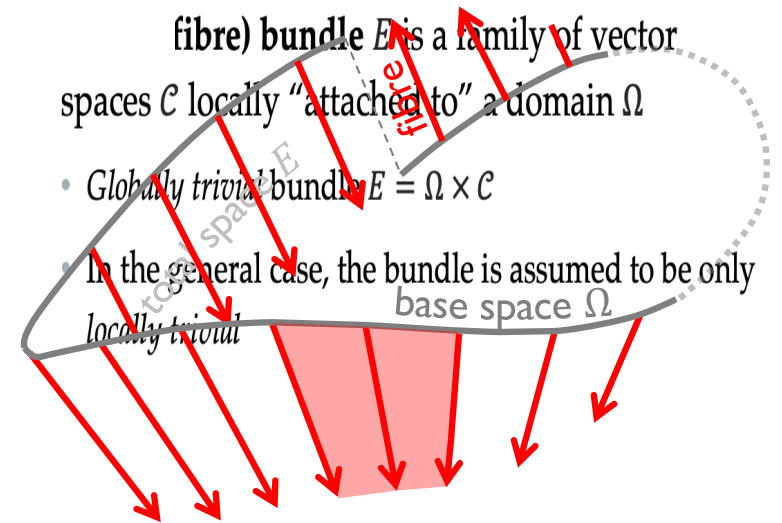 fibre) bundle E is a family of vector
spaces C locally “attached to” a domain Ω
fibre
• Globally trivial bundle E = Ω × C
total space E
• In the general case, the bundle is assumed to be only
locally trivial
base space Ω